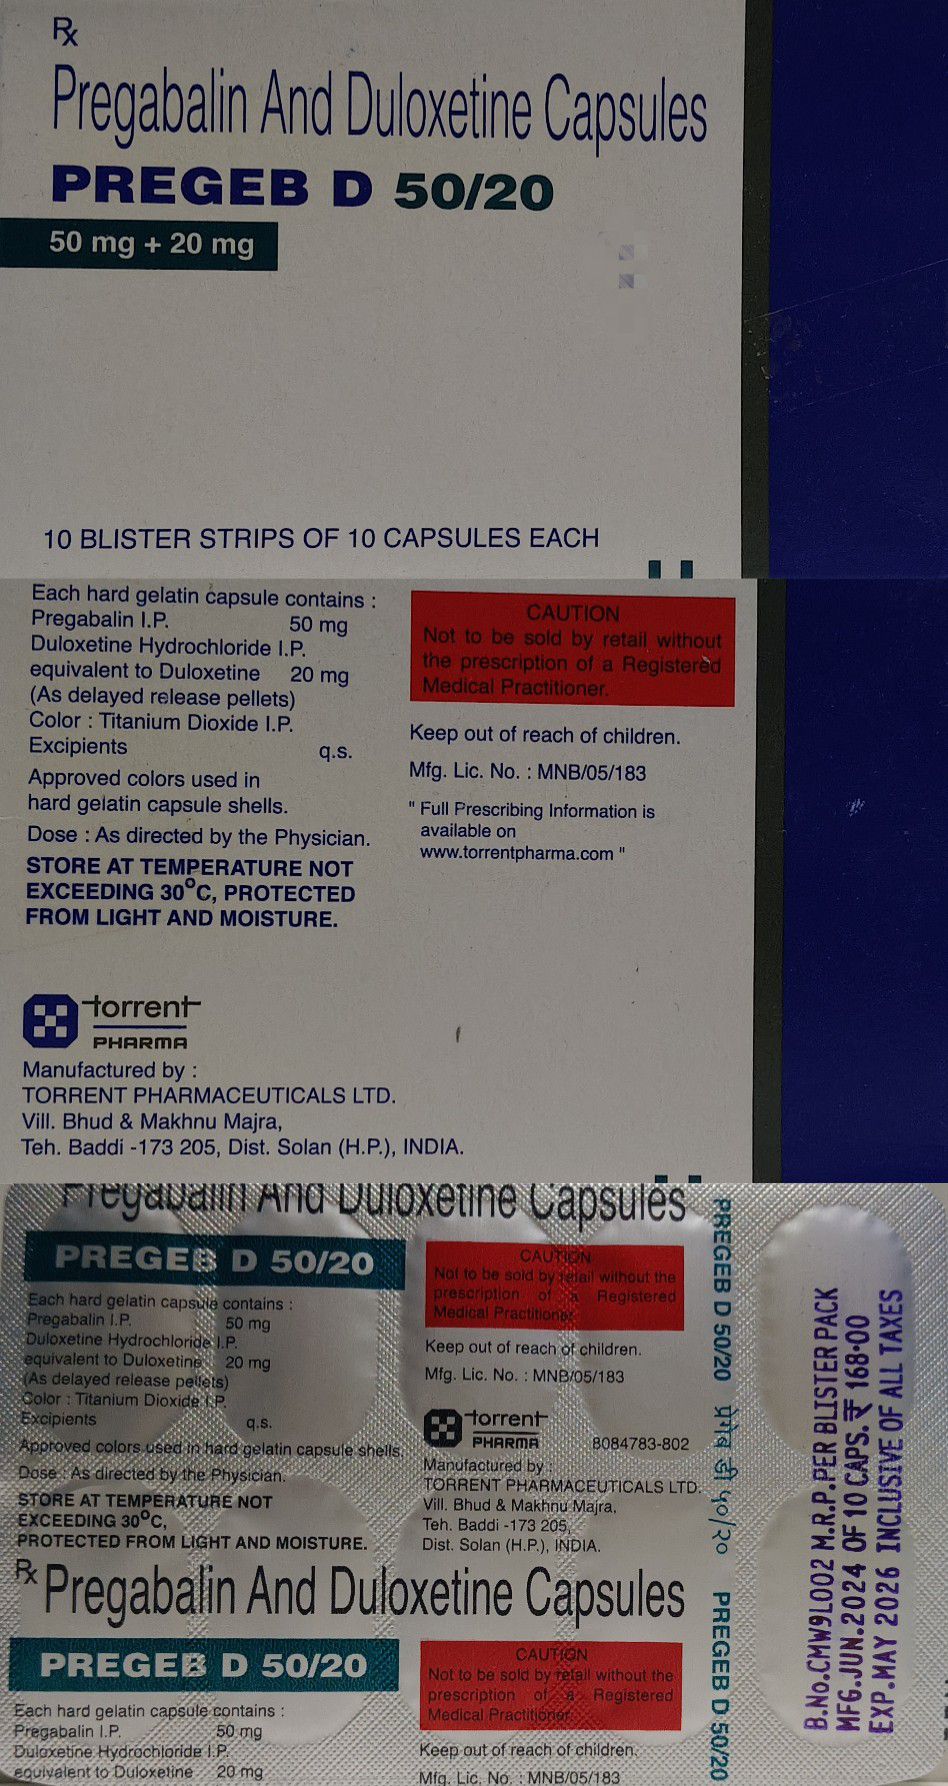 Rx
Pregabalin And Duloxetine Capsules
PREGEB D 50/20
50 mg + 20 mg
10 BLISTER STRIPS OF 10 CAPSULES EACH
Each hard gelatin capsule contains :
Pregabalin I.P. 50 mg
Duloxetine Hydrochloride I.P.
equivalent to Duloxetine 20 mg
(As delayed release pellets)
Color : Titanium Dioxide I.P.
Excipients q.s.
Approved colors used in
hard gelatin capsule shells.
Dose : As directed by the Physician.
STORE AT TEMPERATURE NOT
EXCEEDING 30°C, PROTECTED
FROM LIGHT AND MOISTURE.
CAUTION
Not to be sold by retail without
the prescription of a Registered
Medical Practitioner.
Keep out of reach of children.
Mfg. Lic. No. : MNB/05/183
" Full Prescribing Information is
available on
www.torrentpharma.com "
torrent
PHARMA
Manufactured by :
TORRENT PHARMACEUTICALS LTD.
Vill. Bhud & Makhnu Majra,
Teh. Baddi -173 205, Dist. Solan (H.P.), INDIA.
Pregabalin And Duloxetine Capsules
PREGEB D 50/20
Each hard gelatin capsule contains :
Pregabalin I.P. 50 mg
Duloxetine Hydrochloride I.P.
equivalent to Duloxetine 20 mg
(As delayed release pellets)
Color : Titanium Dioxide I.P.
Excipients q.s.
Approved colors used in hard gelatin capsule shells.
Dose : As directed by the Physician.
STORE AT TEMPERATURE NOT
EXCEEDING 30°C,
PROTECTED FROM LIGHT AND MOISTURE.
CAUTION
Not to be sold by retail without the
prescription of a Registered
Medical Practitioner.
Keep out of reach of children.
Mfg. Lic. No. : MNB/05/183
torrent
PHARMA 8084783-802
Manufactured by :
TORRENT PHARMACEUTICALS LTD.
Vill. Bhud & Makhnu Majra,
Teh. Baddi -173 205,
Dist. Solan (H.P.), INDIA.
Rx
Pregabalin And Duloxetine Capsules
PREGEB D 50/20
Each hard gelatin capsule contains :
Pregabalin I.P. 50 mg
Duloxetine Hydrochloride I.P.
equivalent to Duloxetine 20 mg
CAUTION
Not to be sold by retail without the
prescription of a Registered
Medical Practitioner.
Keep out of reach of children.
Mfg. Lic. No. : MNB/05/183
PREGEB D 50/20 डी ५०/२० PREGEB D 50/20
B.No.CMW9L002 M.R.P.PER BLISTER PACK
MFG.JUN.2024 OF 10 CAPS.₹ 168.00
EXP.MAY 2026 INCLUSIVE OF ALL TAXES